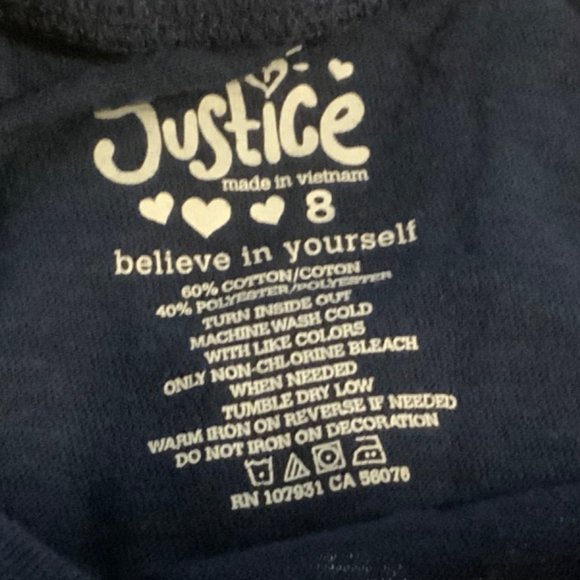 Justice
made in vietnam
8
believe in yourself
60% COTTON/COTON
40% POLYESTER/POLYESTER
TURN INSIDE OUT
MACHINE WASH COLD
WITH LIKE COLORS
ONLY NON-CHLORINE BLEACH
WHEN NEEDED
TUMBLE DRY LOW
WARM IRON ON REVERSE IF NEEDED
DO NOT IRON ON DECORATION
RN 107931 CA 56076